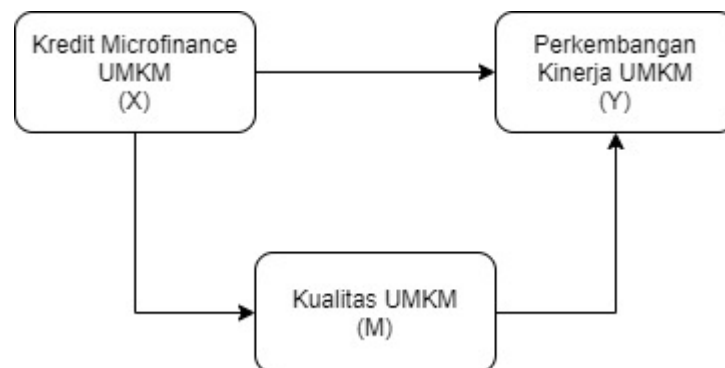 Kredit Microfinance
UMKM
(X)
Perkembangan
Kinerja UMKM
(Y)
Kualitas UMKM
(M)